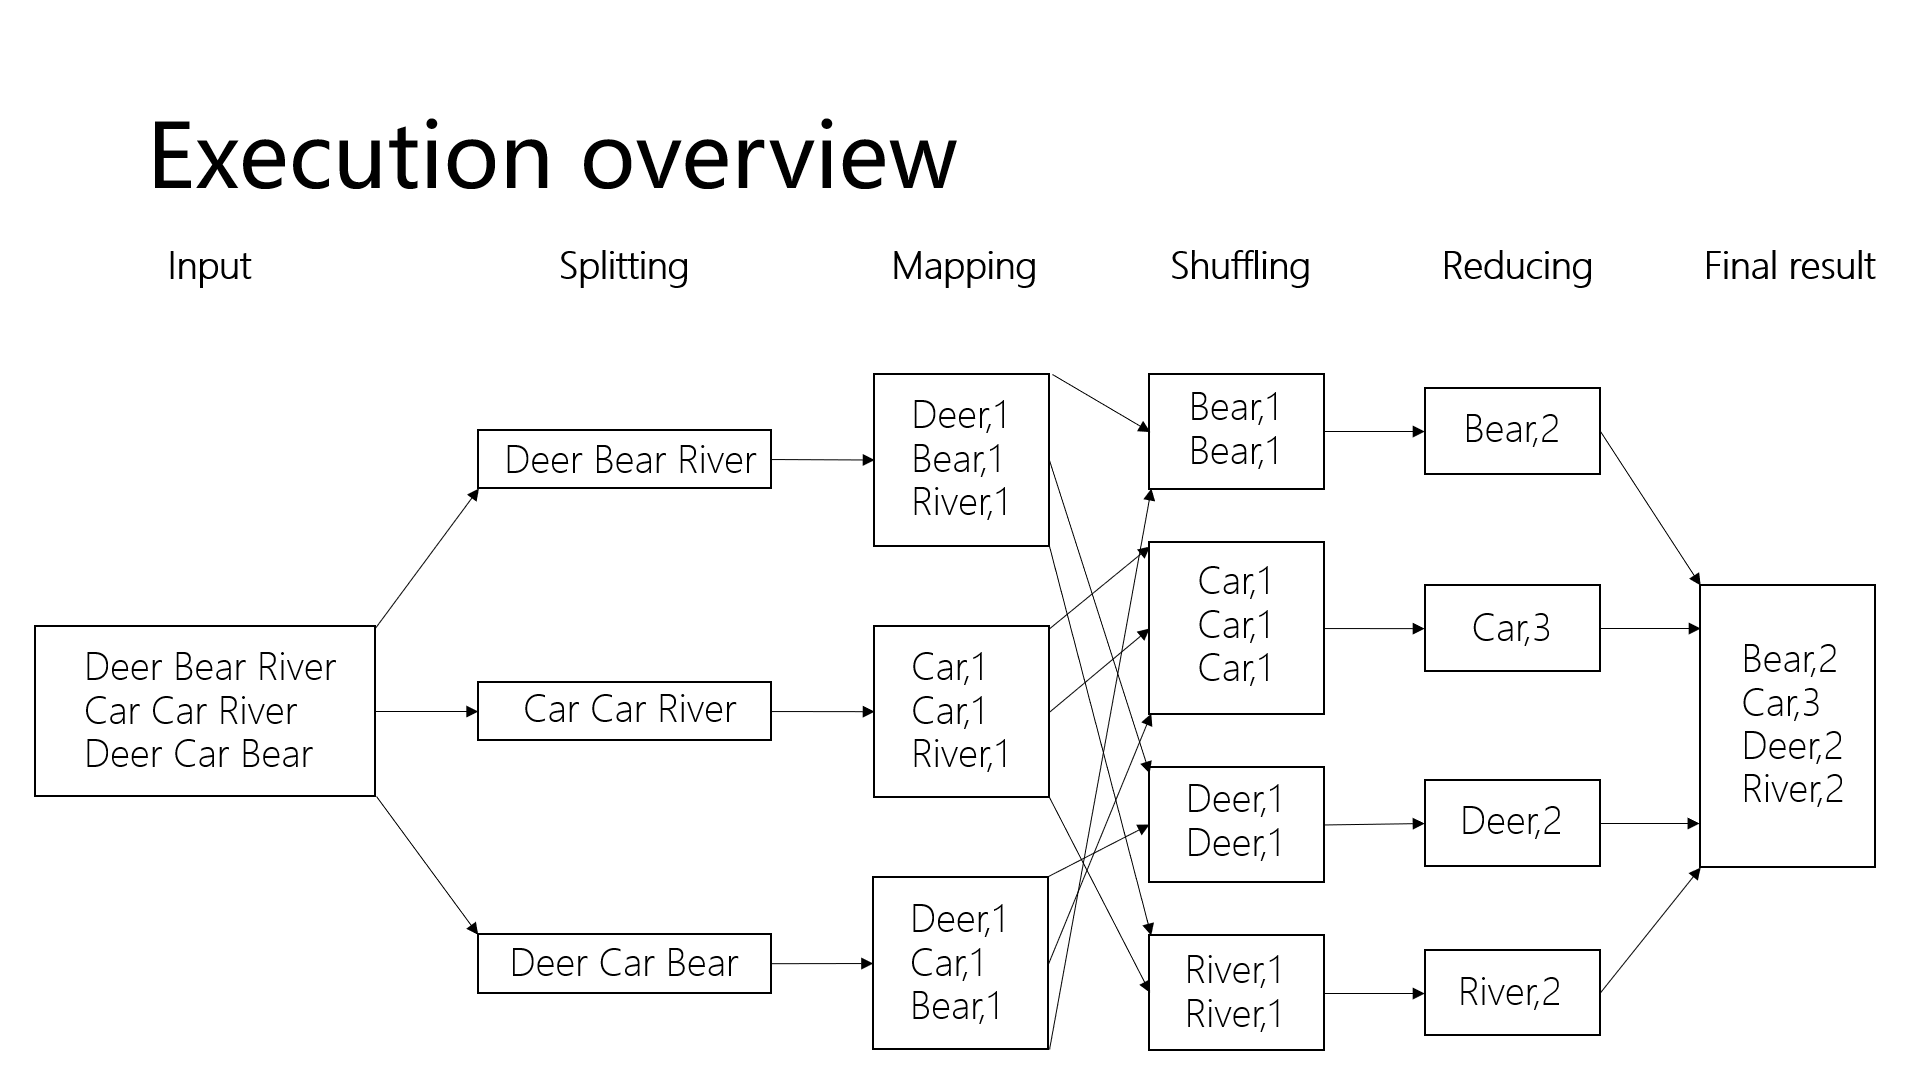 Execution overview
Input
Splitting
Mapping
Shuffling
Reducing
Final result
Deer Bear River
Car Car River
Deer Car Bear
Deer Bear River
Car Car River
Deer Car Bear
Deer,1
Bear,1
River,1
Car,1
Car,1
River,1
Deer,1
Car,1
Bear,1
Bear,1
Bear,1
Car,1
Car,1
Car,1
Deer,1
Deer,1
River,1
River,1
Bear,2
Car,3
Deer,2
River,2
Bear,2
Car,3
Deer,2
River,2